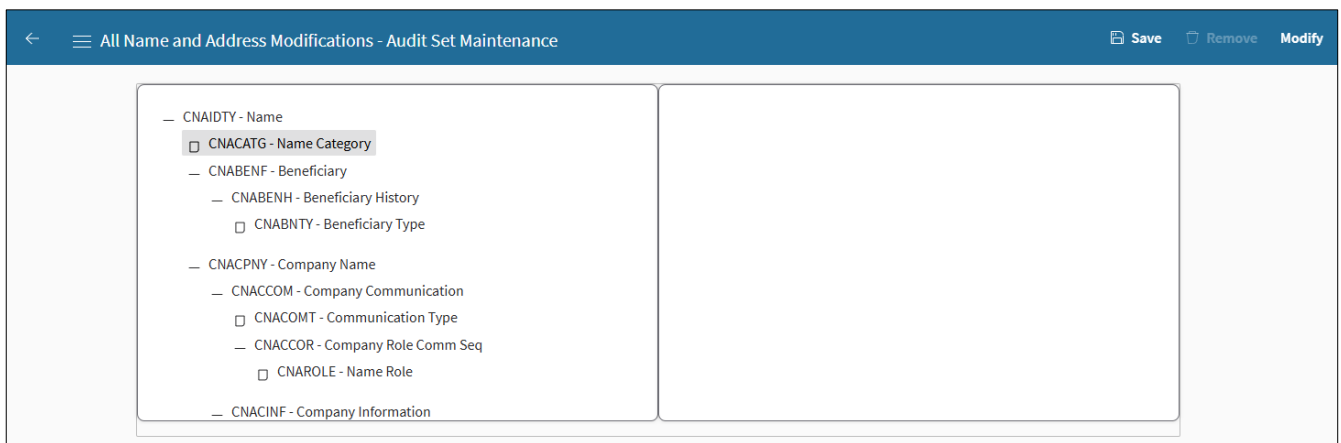 All Name and Address Modifications - Audit Set Maintenance
Save
Remove
Modify
CNAIDTY - Name
CNACATG - Name Category
CNABENF - Beneficiary
CNABENH - Beneficiary History
CNABNTY - Beneficiary Type
CNACPNY - Company Name
CNACCOM - Company Communication
CNACOMT - Communication Type
CNACCOR - Company Role Comm Seq
CNAROLE - Name Role
CNACINF - Company Information